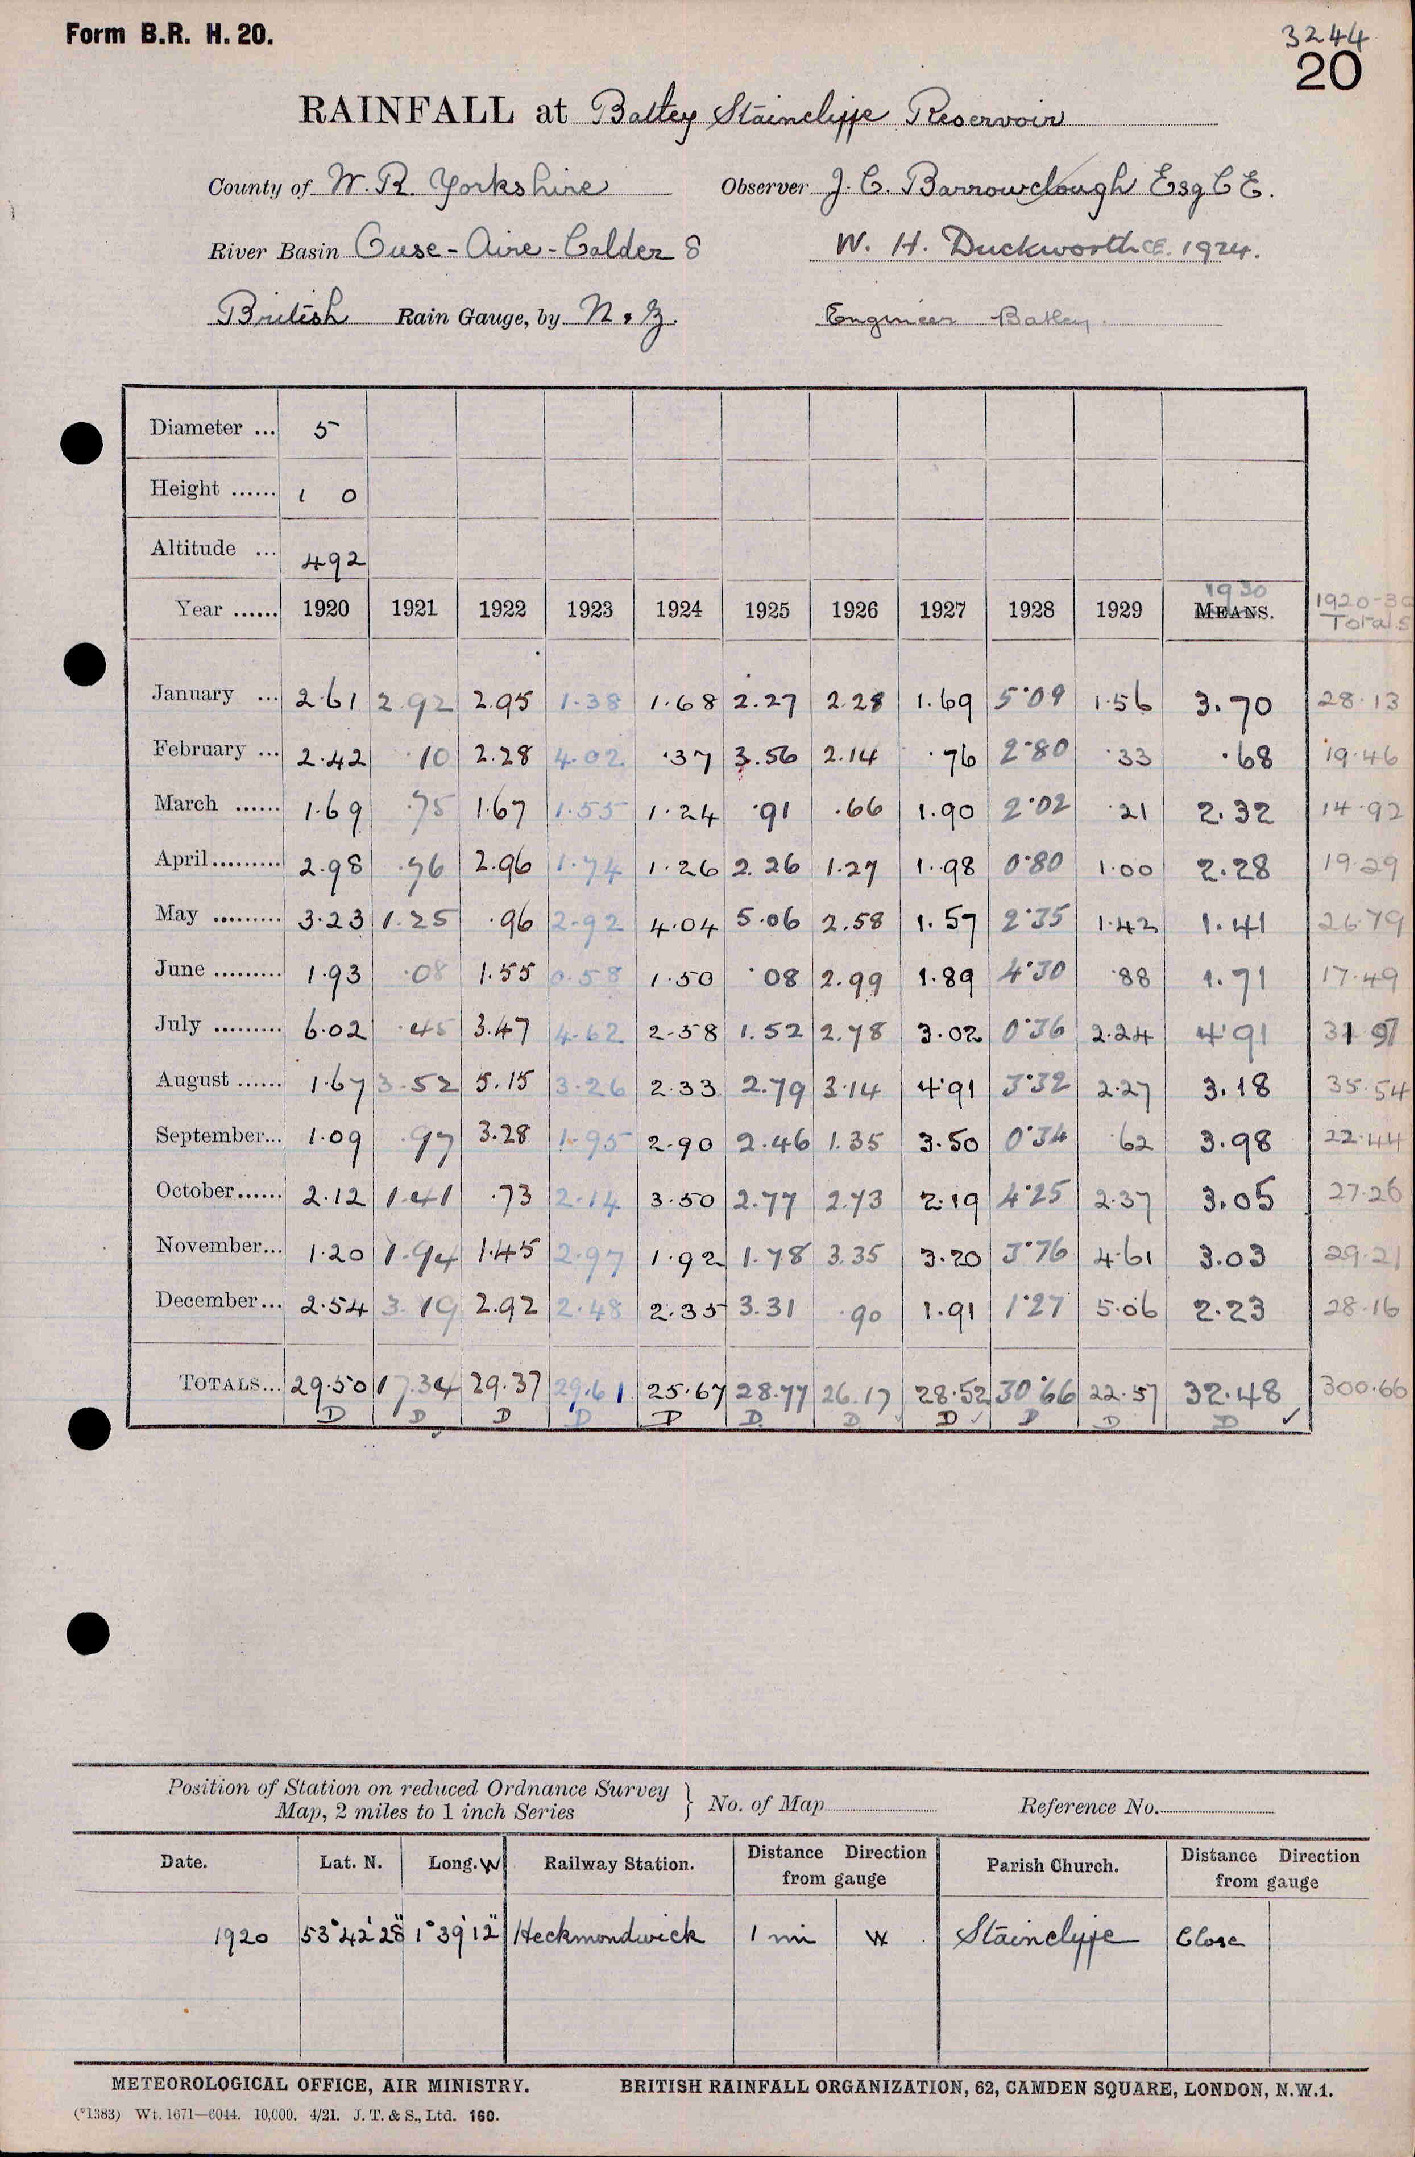 Form B.R. H. 20.
3244
20
RAINFALL at Batley Staincliffe Reservoir
County of W.R. Yorkshire Observer J. C. Barrowclough Esq C E.
River Basin Ouse-Aire-Calder 8 W. H. Duckworth CE. 1924.
British Rain Gauge, by N & Z. Engineer Batley
Diameter ... 5
Height ...... 1 0
Altitude ... 492
Year ...... 1920 1921 1922 1923 1924 1925 1926 1927 1928 1929 1930 MEANS. 1920-30 Totals
January ... 2.61 2.92 2.95 1.38 1.68 2.27 2.28 1.69 5.09 1.56 3.70 28.13
February ... 2.42 .10 2.28 4.02 .37 3.56 2.14 .76 2.80 .33 .68 19.46
March ...... 1.69 .75 1.67 1.55 1.24 .91 .66 1.90 2.02 .21 2.32 14.92
April ......... 2.98 .76 2.96 1.74 1.26 2.26 1.27 1.98 0.80 1.00 2.28 19.29
May ......... 3.23 1.25 .96 2.92 4.04 5.06 2.58 1.57 2.35 1.42 1.41 26.79
June ......... 1.93 .08 1.55 0.58 1.50 .08 2.99 1.89 4.30 .88 1.71 17.49
July ......... 6.02 .45 3.47 4.62 2.58 1.52 2.78 3.02 0.36 2.24 4.91 31.97
August ...... 1.67 3.52 5.15 3.26 2.33 2.79 3.14 4.91 3.32 2.27 3.18 35.54
September... 1.09 .97 3.28 1.95 2.90 2.46 1.35 3.50 0.34 .62 3.98 22.44
October...... 2.12 1.41 .73 2.14 3.50 2.77 2.73 2.19 4.25 2.37 3.05 27.26
November... 1.20 1.94 1.45 2.97 1.92 1.78 3.35 3.20 3.76 4.61 3.03 29.21
December... 2.54 3.19 2.92 2.48 2.35 3.31 .90 1.91 1.27 5.06 2.23 28.16
TOTALS... 29.50 17.34 29.37 29.61 25.67 28.77 26.17 28.52 30.66 22.57 32.48 300.66
D D D D D D D D D D D
Position of Station on reduced Ordnance Survey
Map, 2 miles to 1 inch Series } No. of Map Reference No.
Date. Lat. N. Long. W Railway Station. Distance Direction from gauge Parish Church. Distance Direction from gauge
1920 53° 42' 28" 1° 39' 12" Heckmondwick 1 mi W Staincliffe Close
METEOROLOGICAL OFFICE, AIR MINISTRY. BRITISH RAINFALL ORGANIZATION, 62, CAMDEN SQUARE, LONDON, N.W.1.
(*1383) Wt. 1671—6044. 10,000. 4/21. J. T. & S., Ltd. 160.